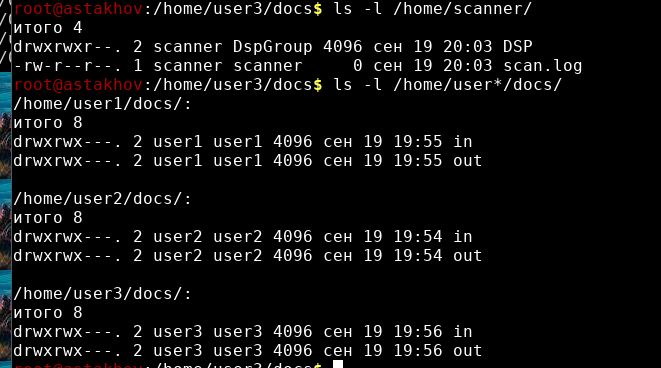 root@astakhov:/home/user3/docs$ ls -l /home/scanner/
итого 4
drwxrwxr--. 2 scanner DspGroup 4096 сен 19 20:03 DSP
-rw-r--r--. 1 scanner scanner     0 сен 19 20:03 scan.log
root@astakhov:/home/user3/docs$ ls -l /home/user*/docs/
/home/user1/docs/:
итого 8
drwxrwx---. 2 user1 user1 4096 сен 19 19:55 in
drwxrwx---. 2 user1 user1 4096 сен 19 19:55 out

/home/user2/docs/:
итого 8
drwxrwx---. 2 user2 user2 4096 сен 19 19:54 in
drwxrwx---. 2 user2 user2 4096 сен 19 19:54 out

/home/user3/docs/:
итого 8
drwxrwx---. 2 user3 user3 4096 сен 19 19:56 in
drwxrwx---. 2 user3 user3 4096 сен 19 19:56 out
root@astakhov:/home/user3/docs$